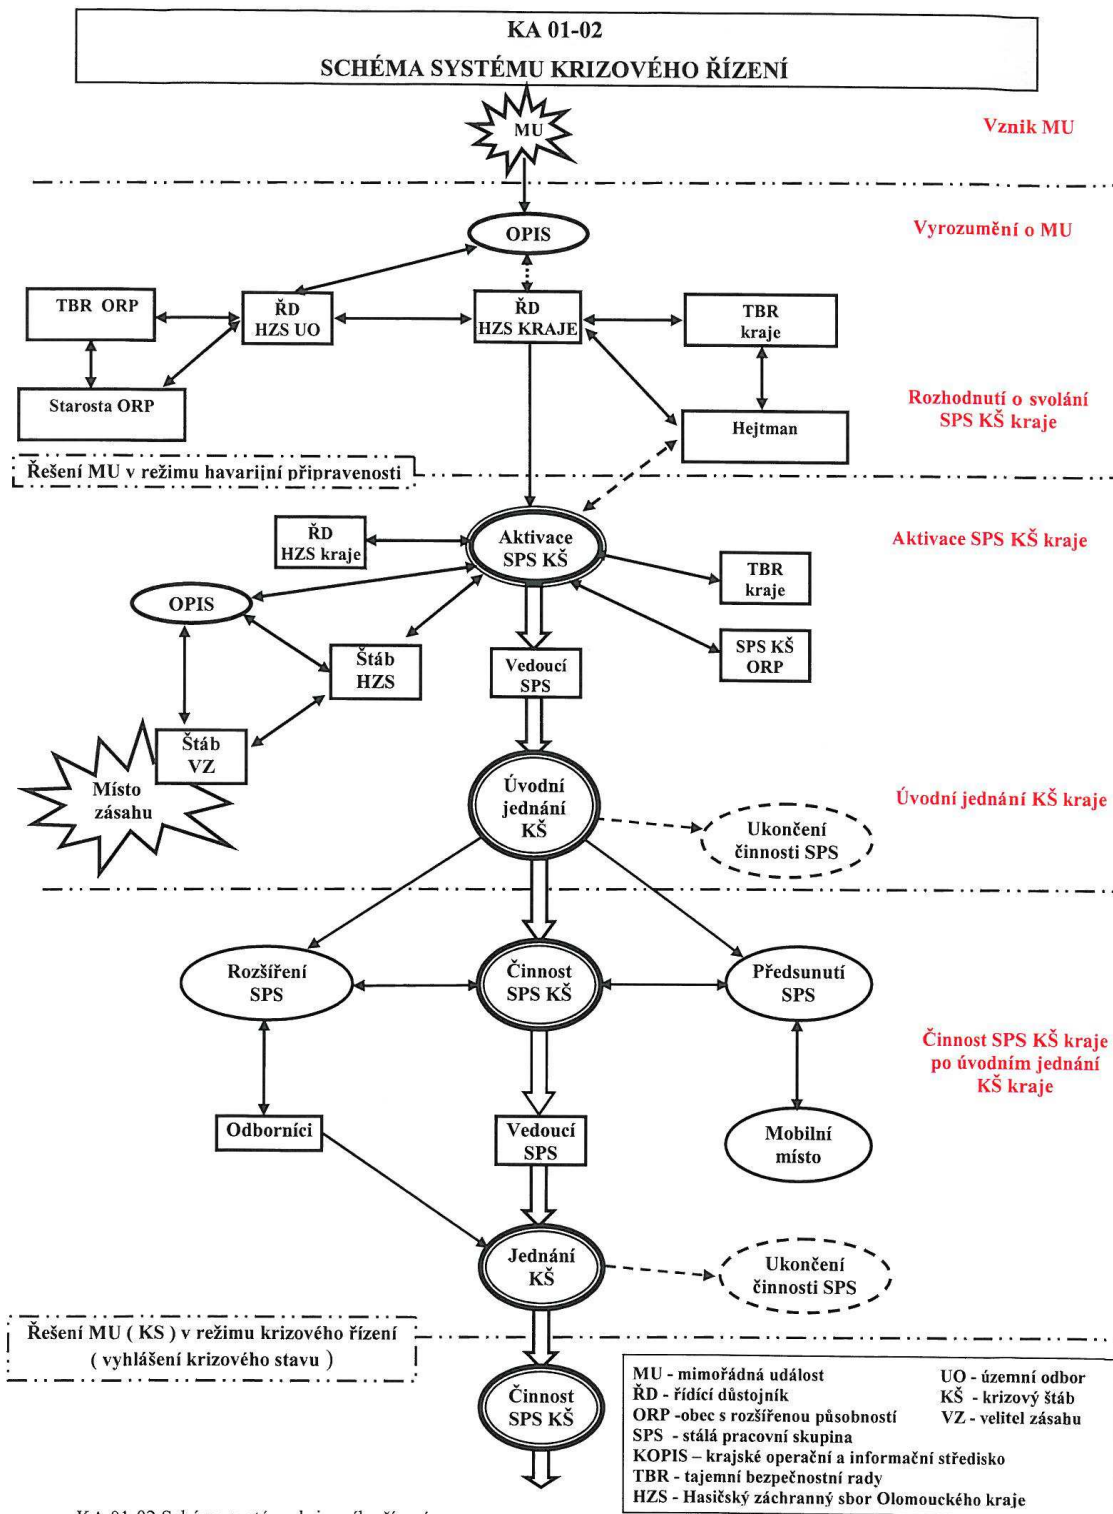 KA 01-02
SCHÉMA SYSTÉMU KRIZOVÉHO ŘÍZENÍ
MU
Vznik MU
OPIS
Vyrozumění o MU
TBR ORP
ŘD
HZS UO
ŘD
HZS KRAJE
TBR
kraje
Starosta ORP
Hejtman
Rozhodnutí o svolání
SPS KŠ kraje
Řešení MU v režimu havarijní připravenosti
ŘD
HZS kraje
Aktivace
SPS KŠ
Aktivace SPS KŠ kraje
TBR
kraje
OPIS
Štáb
HZS
Vedoucí
SPS
SPS KŠ
ORP
Štáb
VZ
Místo
zásahu
Úvodní
jednání
KŠ
Úvodní jednání KŠ kraje
Ukončení
činnosti SPS
Rozšíření
SPS
Činnost
SPS KŠ
Předsunutí
SPS
Činnost SPS KŠ kraje
po úvodním jednání
KŠ kraje
Odborníci
Vedoucí
SPS
Mobilní
místo
Jednání
KŠ
Ukončení
činnosti SPS
Řešení MU ( KS ) v režimu krizového řízení
( vyhlášení krizového stavu )
Činnost
SPS KŠ
MU - mimořádná událost
ŘD - řídící důstojník
ORP -obec s rozšířenou působností
SPS - stálá pracovní skupina
KOPIS – krajské operační a informační středisko
TBR - tajemní bezpečnostní rady
HZS - Hasičský záchranný sbor Olomouckého kraje
UO - územní odbor
KŠ - krizový štáb
VZ - velitel zásahu
KA 01-02